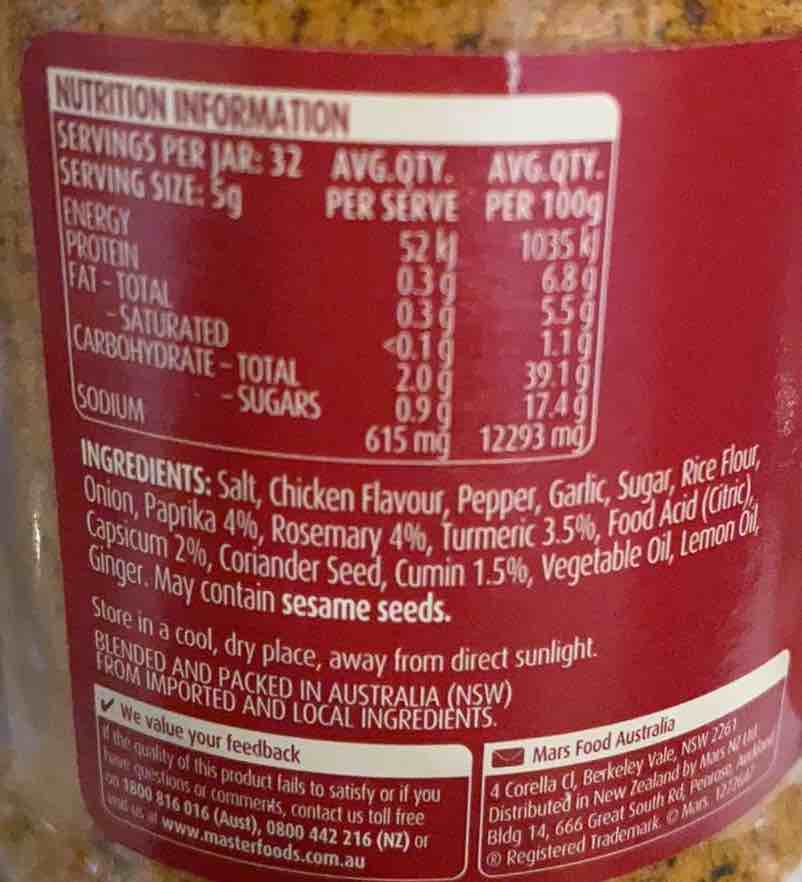 NUTRITION INFORMATION
SERVINGS PER JAR: 32 AVG.QTY. AVG.QTY.
SERVING SIZE: 5g PER SERVE PER 100g
ENERGY 52 kJ 1035 kJ
PROTEIN 0.3 g 6.8 g
FAT - TOTAL 0.3 g 5.5 g
- SATURATED <0.1 g 1.1 g
CARBOHYDRATE - TOTAL 2.0 g 39.1 g
- SUGARS 0.9 g 17.4 g
SODIUM 615 mg 12293 mg
INGREDIENTS: Salt, Chicken Flavour, Pepper, Garlic, Sugar, Rice Flour,
Onion, Paprika 4%, Rosemary 4%, Turmeric 3.5%, Food Acid (Citric),
Capsicum 2%, Coriander Seed, Cumin 1.5%, Vegetable Oil, Lemon Oil,
Ginger. May contain sesame seeds.
Store in a cool, dry place, away from direct sunlight.
BLENDED AND PACKED IN AUSTRALIA (NSW)
FROM IMPORTED AND LOCAL INGREDIENTS.
✔ We value your feedback
If the quality of this product fails to satisfy or if you
have questions or comments, contact us toll free
on 1800 816 016 (Aust), 0800 442 216 (NZ) or
visit us at www.masterfoods.com.au
Mars Food Australia
4 Corella Cl, Berkeley Vale, NSW 2261
Distributed in New Zealand by Mars NZ Ltd
Bldg 14, 666 Great South Rd, Penrose, Auckland
® Registered Trademark. © Mars.